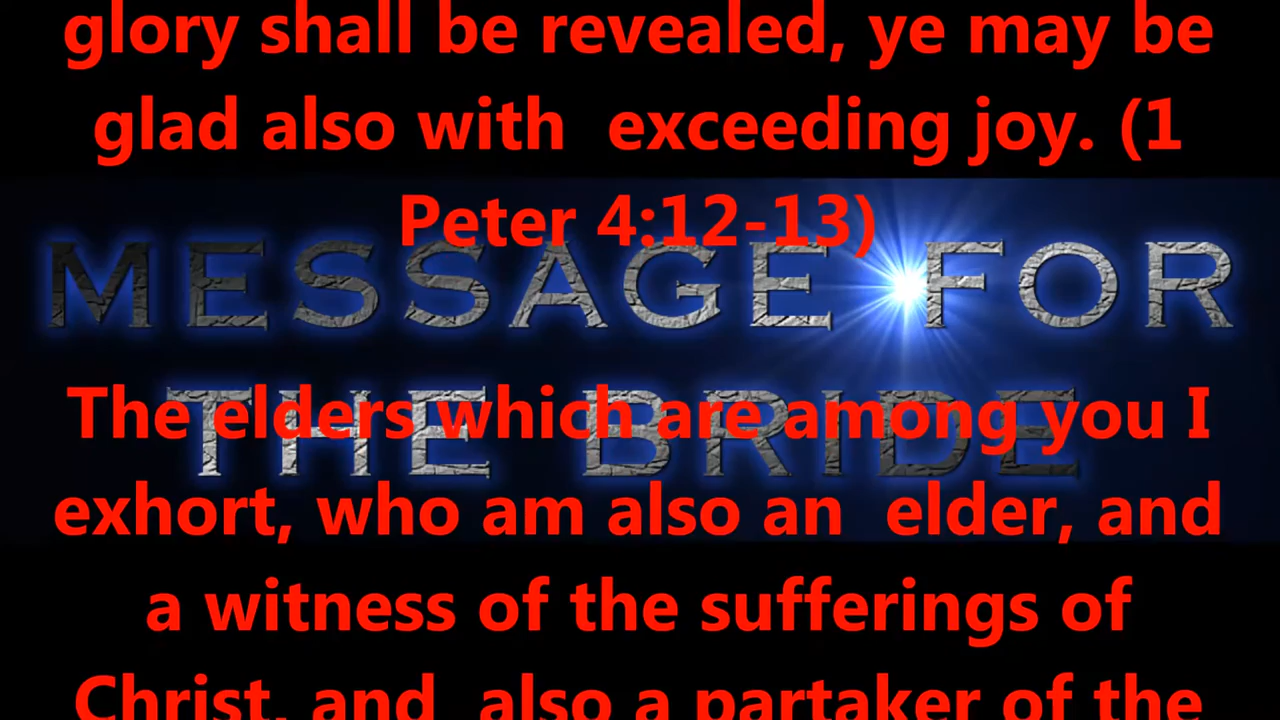 glory shall be revealed, ye may be
glad also with  exceeding joy. (1
Peter 4:12-13)
MESSAGE FOR
THE BRIDE
The elders which are among you I
exhort, who am also an  elder, and
a witness of the sufferings of
Christ, and  also a partaker of the